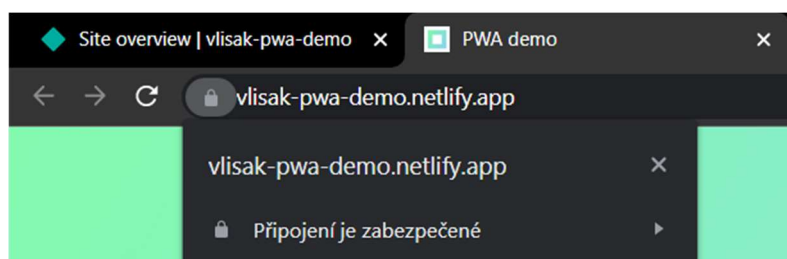 Site overview | vlisak-pwa-demo PWA demo
vlisak-pwa-demo.netlify.app
vlisak-pwa-demo.netlify.app
Připojení je zabezpečené